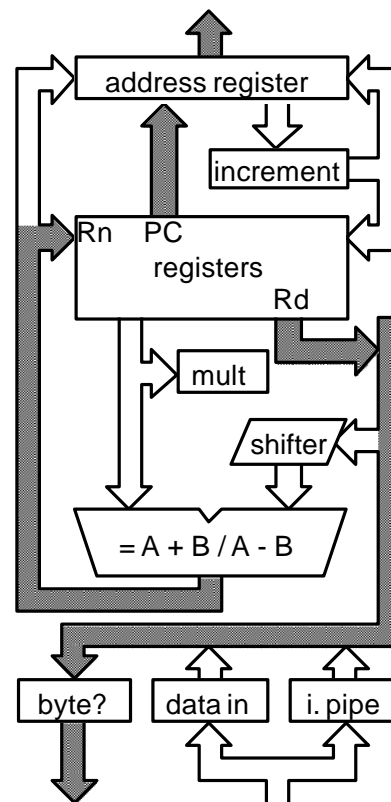 address register
increment
Rn PC
registers
Rd
mult
shifter
= A + B / A - B
byte?
data in
i. pipe